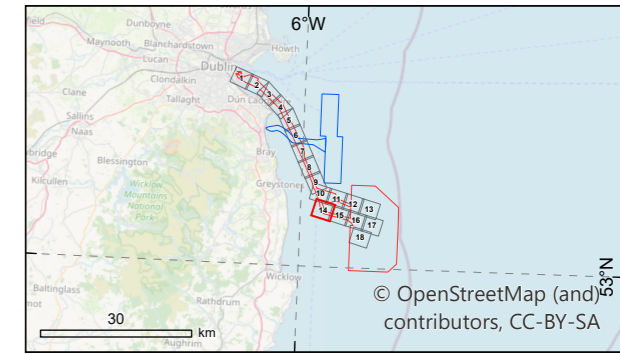 6°W
Dunboyne
Maynooth
Blanchardstown
Howth
Lucan
Dublin
Clane
Clondalkin
Tallaght
Dún
Sallins
Naas
Bray
Blessington
Kilcullen
Wicklow
Mountains
National
Park
Greystones
1
2
3
4
5
6
7
8
9
10
11
12
13
14
15
16
17
18
Wicklow
53°N
Baltinglass
Rathdrum
Aughrim
30
km
© OpenStreetMap (and)
contributors, CC-BY-SA